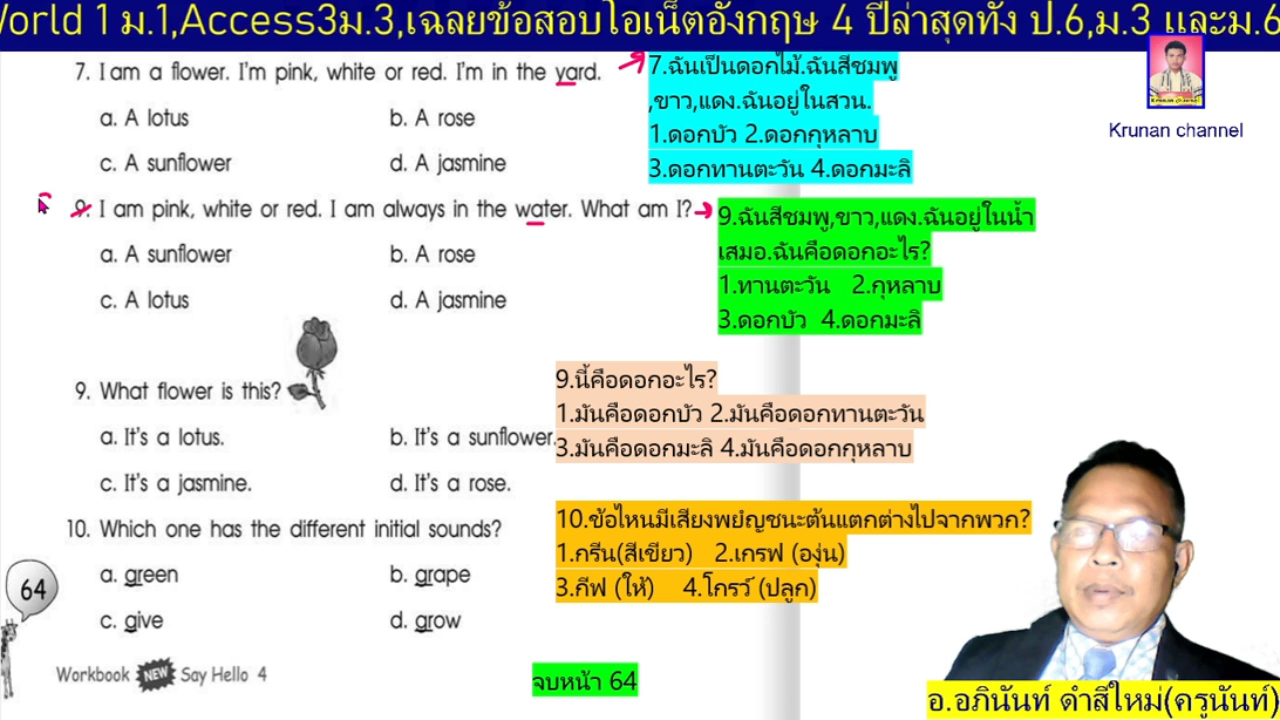 World 1 ม.1,Access3ม.3,เฉลยข้อสอบโอเน็ตอังกฤษ 4 ปีล่าสุดทั้ง ป.6,ม.3 และม.6
7. I am a flower. I'm pink, white or red. I'm in the yard.
a. A lotus b. A rose
c. A sunflower d. A jasmine
7.ฉันเป็นดอกไม้.ฉันสีชมพู
,ขาว,แดง.ฉันอยู่ในสวน.
1.ดอกบัว 2.ดอกกุหลาบ
3.ดอกทานตะวัน 4.ดอกมะลิ
Krunan channel
Krunan channel
9. I am pink, white or red. I am always in the water. What am I?
a. A sunflower b. A rose
c. A lotus d. A jasmine
9.ฉันสีชมพู,ขาว,แดง.ฉันอยู่ในน้ำ
เสมอ.ฉันคือดอกอะไร?
1.ทานตะวัน 2.กุหลาบ
3.ดอกบัว 4.ดอกมะลิ
9. What flower is this?
a. It's a lotus. b. It's a sunflower.
c. It's a jasmine. d. It's a rose.
9.นี้คือดอกอะไร?
1.มันคือดอกบัว 2.มันคือดอกทานตะวัน
3.มันคือดอกมะลิ 4.มันคือดอกกุหลาบ
10. Which one has the different initial sounds?
a. green b. grape
c. give d. grow
10.ข้อไหนมีเสียงพยํญชนะต้นแตกต่างไปจากพวก?
1.กรีน(สีเขียว) 2.เกรฟ (องุ่น)
3.กีฟ (ให้) 4.โกรว์ (ปลูก)
64
Workbook NEW Say Hello 4
จบหน้า 64
อ.อภินันท์ ดำสีใหม่(ครูนันท์)